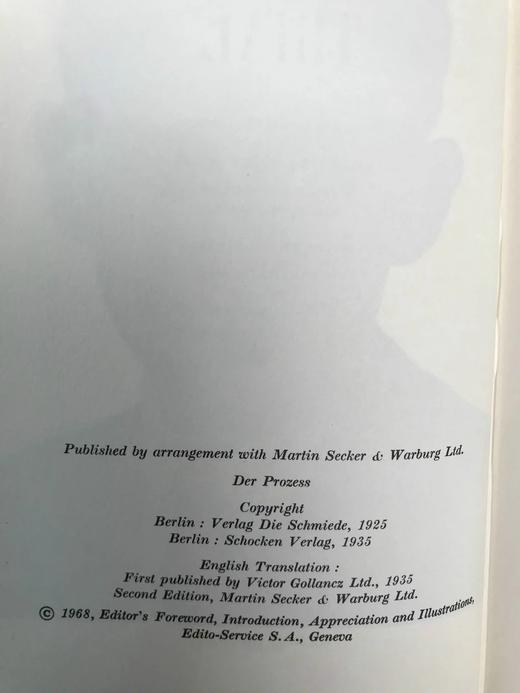 Published by arrangement with Martin Secker & Warburg Ltd.
Der Prozess
Copyright
Berlin : Verlag Die Schmiede, 1925
Berlin : Schocken Verlag, 1935
English Translation :
First published by Victor Gollancz Ltd., 1935
Second Edition, Martin Secker & Warburg Ltd.
© 1968, Editor's Foreword, Introduction, Appreciation and Illustrations,
Edito-Service S.A., Geneva